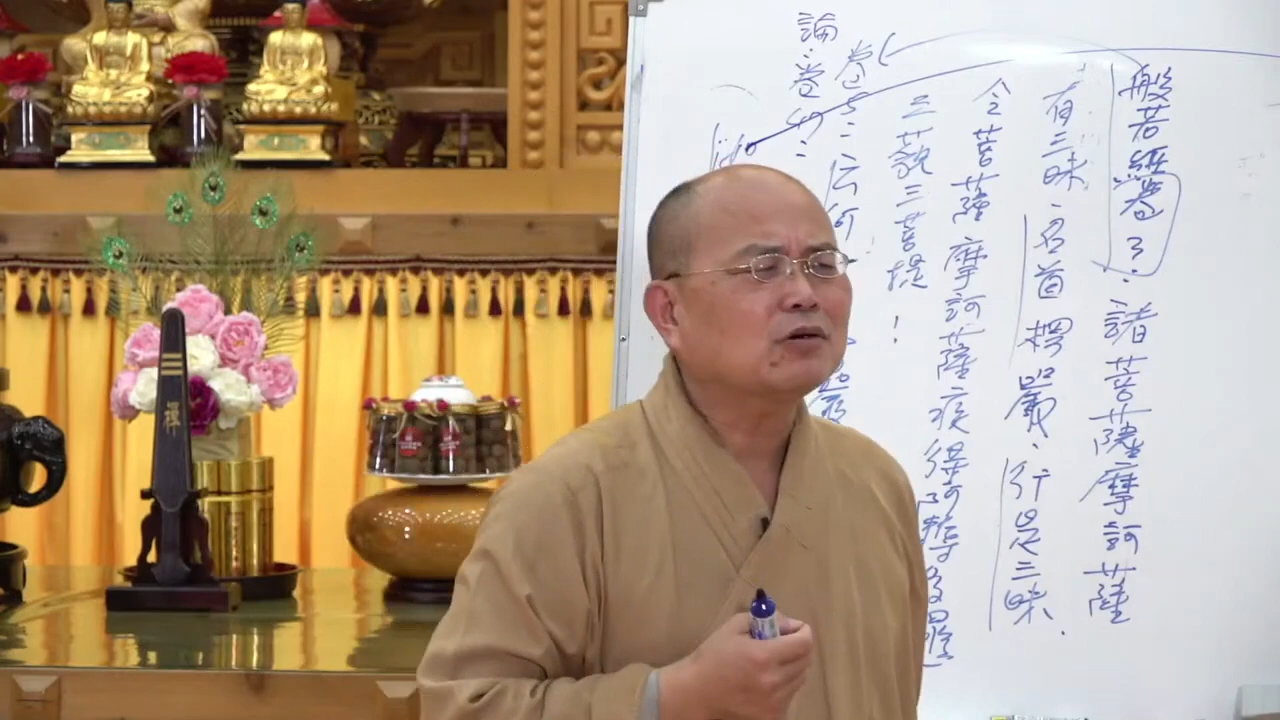 般若經卷3:諸菩薩摩訶薩
有三昧,名首楞嚴,行是三昧,
令菩薩摩訶薩疾得阿耨多羅
三藐三菩提!
卷 云何
論:卷
禪